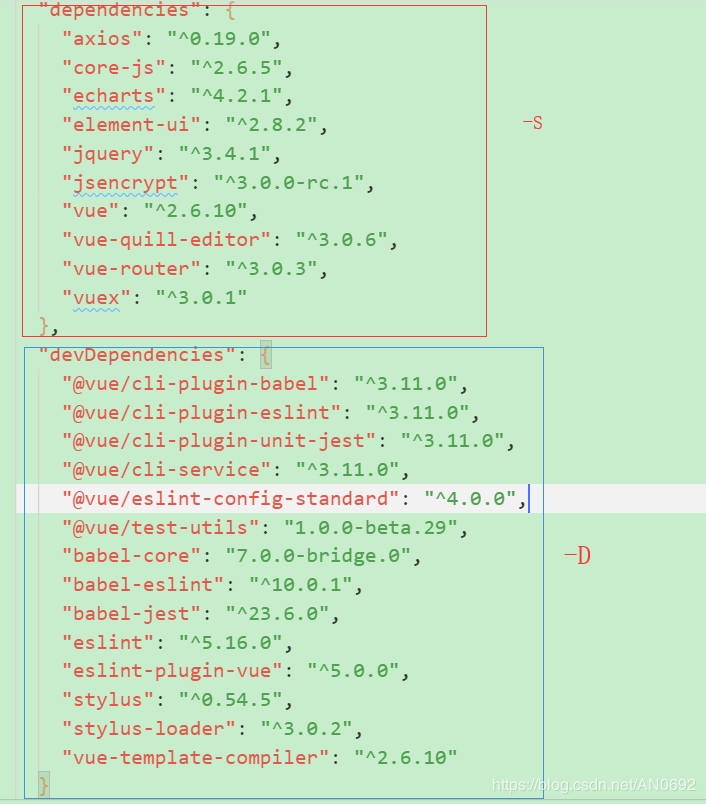 "dependencies": {
"axios": "^0.19.0",
"core-js": "^2.6.5",
"echarts": "^4.2.1",
"element-ui": "^2.8.2",
"jquery": "^3.4.1",
"jsencrypt": "^3.0.0-rc.1",
"vue": "^2.6.10",
"vue-quill-editor": "^3.0.6",
"vue-router": "^3.0.3",
"vuex": "^3.0.1"
},
-S
"devDependencies": {
"@vue/cli-plugin-babel": "^3.11.0",
"@vue/cli-plugin-eslint": "^3.11.0",
"@vue/cli-plugin-unit-jest": "^3.11.0",
"@vue/cli-service": "^3.11.0",
"@vue/eslint-config-standard": "^4.0.0",
"@vue/test-utils": "1.0.0-beta.29",
"babel-core": "7.0.0-bridge.0",
"babel-eslint": "^10.0.1",
"babel-jest": "^23.6.0",
"eslint": "^5.16.0",
"eslint-plugin-vue": "^5.0.0",
"stylus": "^0.54.5",
"stylus-loader": "^3.0.2",
"vue-template-compiler": "^2.6.10"
}
-D
https://blog.csdn.net/AN0692